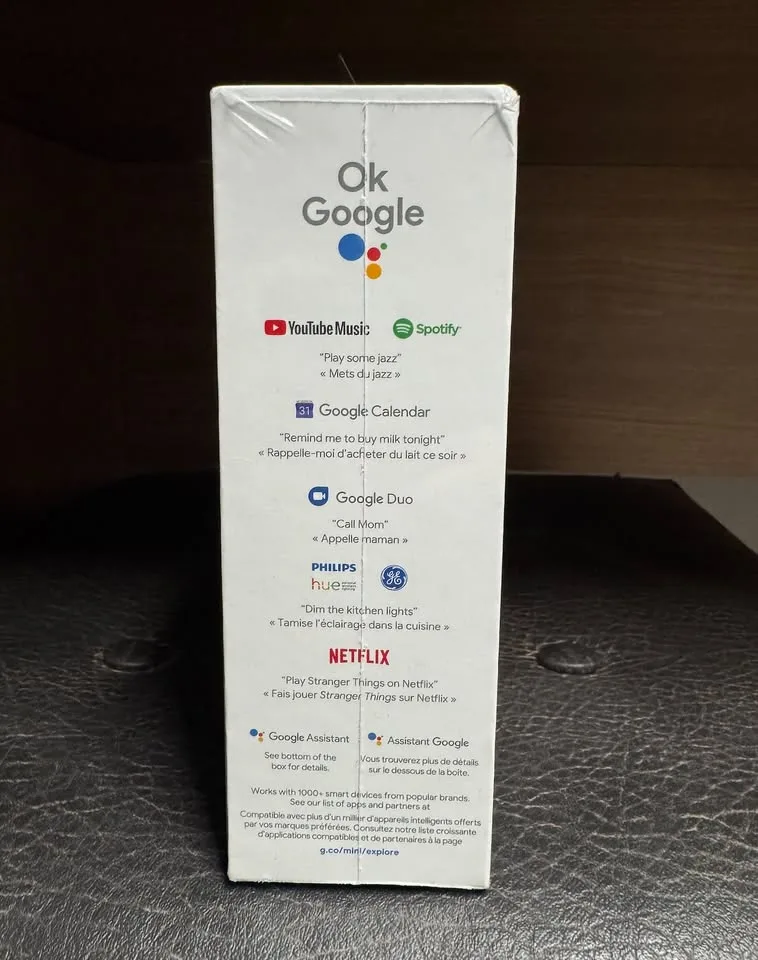 Ok
Google
YouTube Music Spotify
"Play some jazz"
« Mets du jazz »
31 Google Calendar
"Remind me to buy milk tonight"
« Rappelle-moi d'acheter du lait ce soir »
Google Duo
"Call Mom"
« Appelle maman »
PHILIPS
hue GE
"Dim the kitchen lights"
« Tamise l'éclairage dans la cuisine »
NETFLIX
"Play Stranger Things on Netflix"
« Fais jouer Stranger Things sur Netflix »
Google Assistant
See bottom of the
box for details.
Assistant Google
Vous trouverez plus de détails
sur le dessous de la boîte.
Works with 1000+ smart devices from popular brands.
See our list of apps and partners at
Compatible avec plus d'un millier d'appareils intelligents offerts
par vos marques préférées. Consultez notre liste croissante
d'applications compatibles et de partenaires à la page
g.co/mini/explore